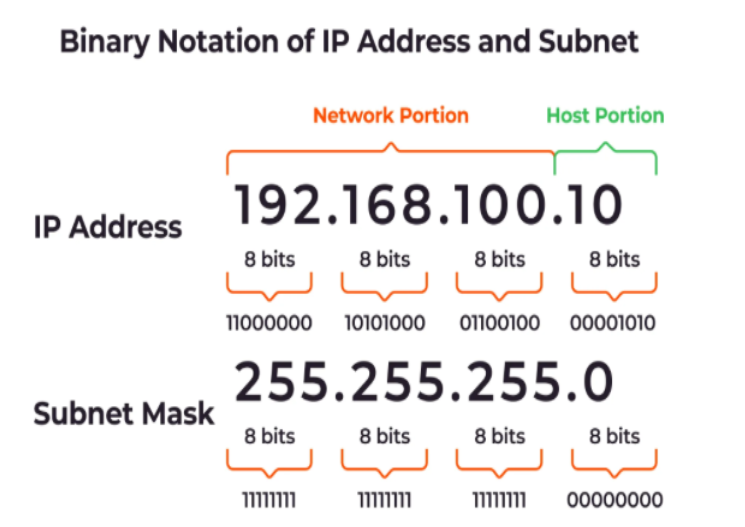 Binary Notation of IP Address and Subnet
Network Portion Host Portion
IP Address 192.168.100.10
8 bits 8 bits 8 bits 8 bits
11000000 10101000 01100100 00001010
Subnet Mask 255.255.255.0
8 bits 8 bits 8 bits 8 bits
11111111 11111111 11111111 00000000